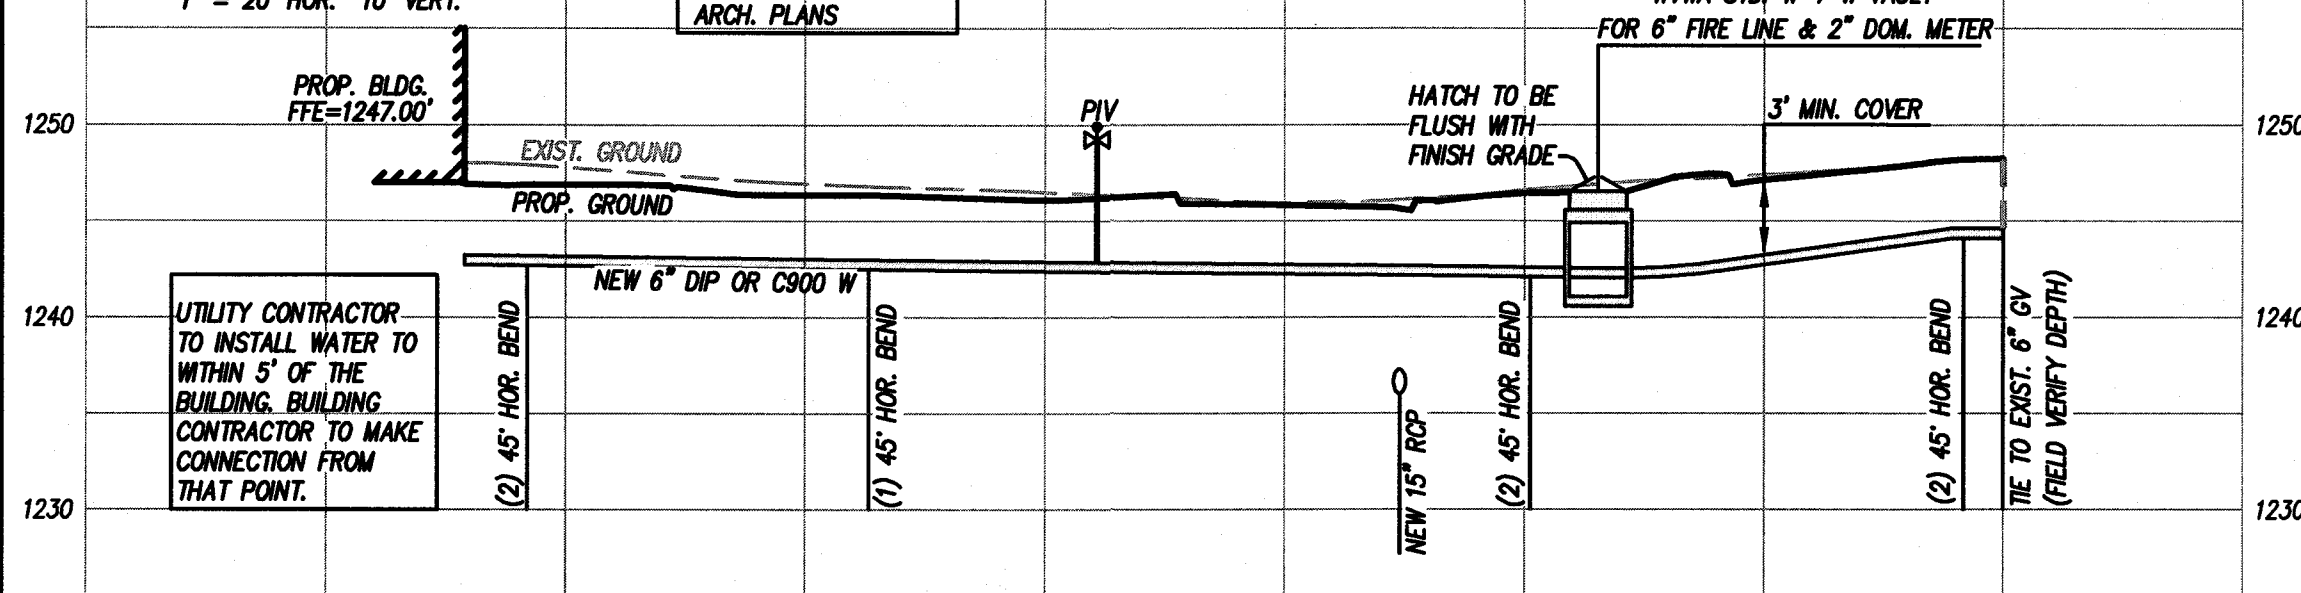 1" = 20' HOR. 10' VERT.
ARCH. PLANS
VAULT
FOR 6" FIRE LINE & 2" DOM. METER
PROP. BLDG.
FFE=1247.00'
PIV
HATCH TO BE
FLUSH WITH
FINISH GRADE
3' MIN. COVER
1250
1250
EXIST. GROUND
PROP. GROUND
NEW 6" DIP OR C900 W
UTILITY CONTRACTOR
TO INSTALL WATER TO
WITHIN 5' OF THE
BUILDING. BUILDING
CONTRACTOR TO MAKE
CONNECTION FROM
THAT POINT.
1240
1240
(2) 45° HOR. BEND
(1) 45° HOR. BEND
NEW 15" RCP
(2) 45° HOR. BEND
(2) 45° HOR. BEND
TIE TO EXIST. 6" GV
(FIELD VERIFY DEPTH)
1230
1230